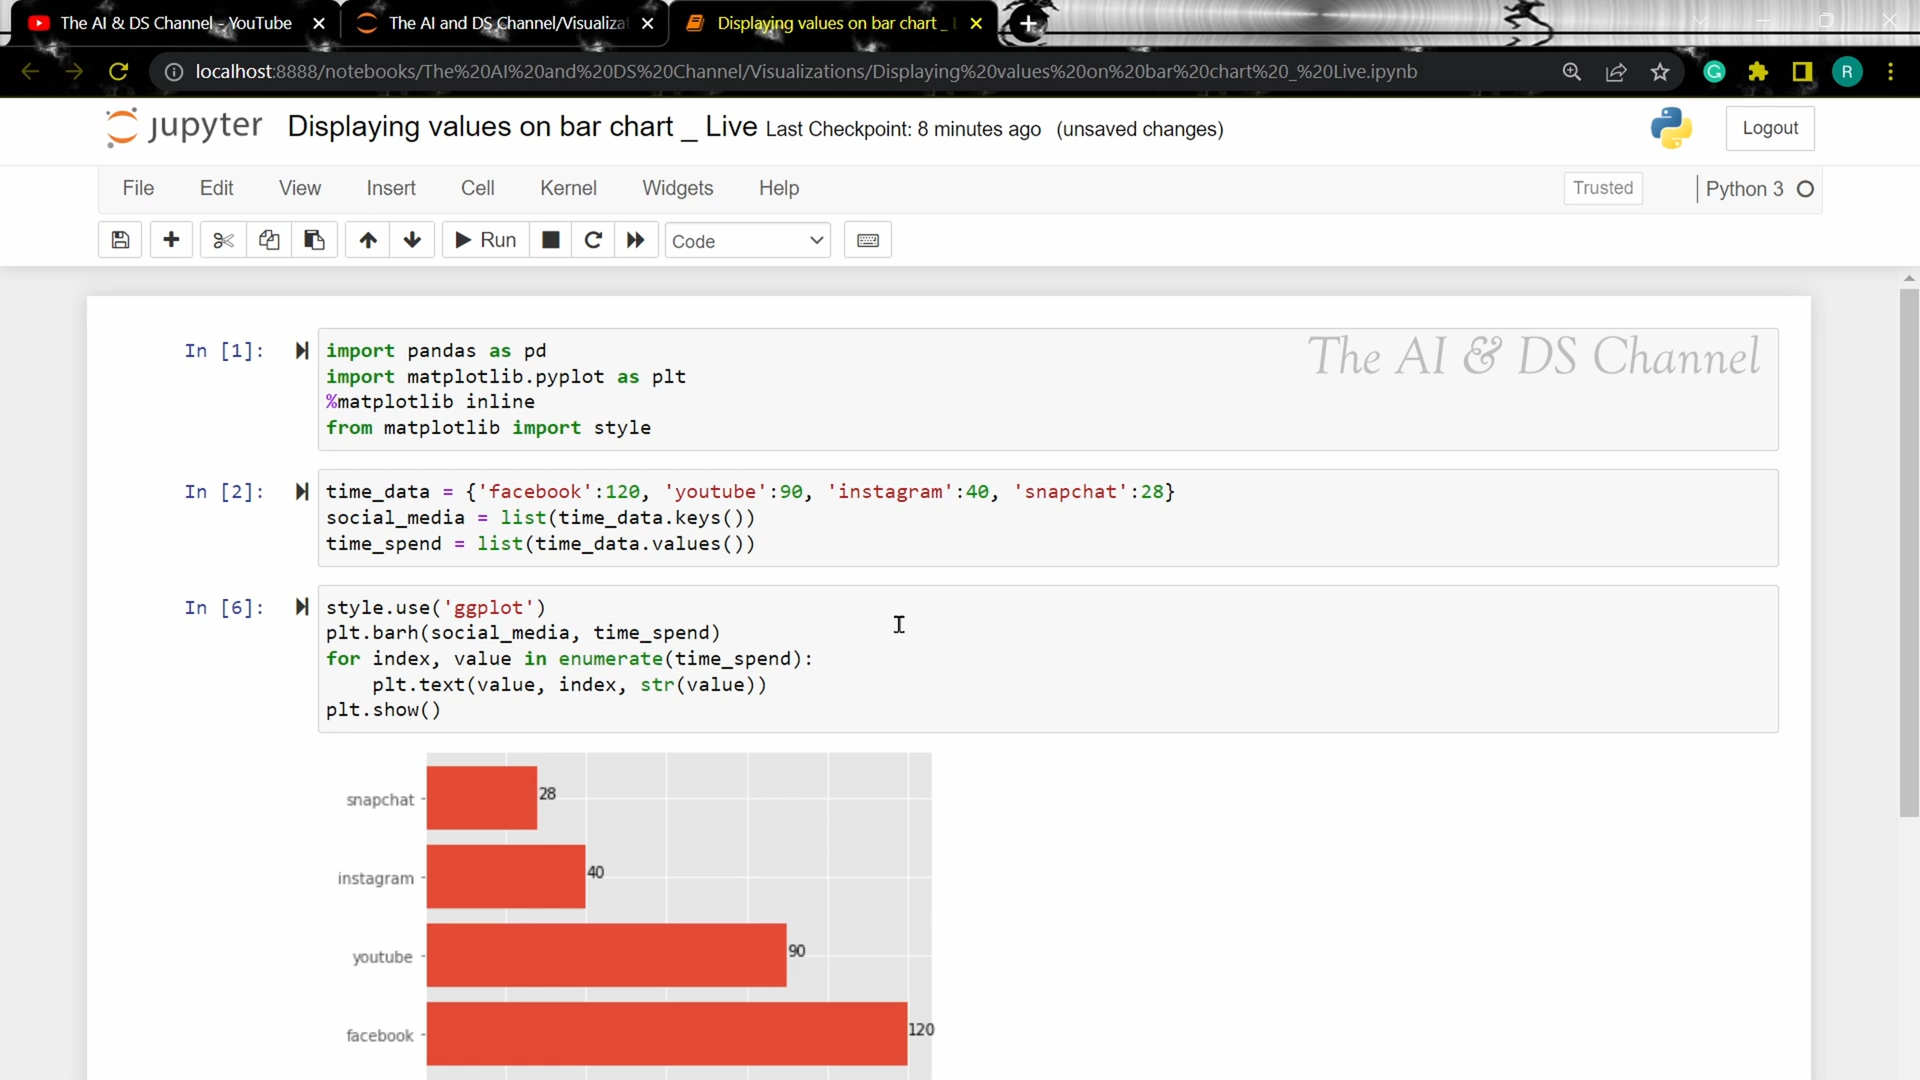 The AI & DS Channel - YouTube
The AI and DS Channel/Visualiza
Displaying values on bar chart _
localhost:8888/notebooks/The%20AI%20and%20DS%20Channel/Visualizations/Displaying%20values%20on%20bar%20chart%20_%20Live.ipynb
R
jupyter Displaying values on bar chart _ Live Last Checkpoint: 8 minutes ago (unsaved changes)
Logout
File Edit View Insert Cell Kernel Widgets Help
Trusted
Python 3
Run
Code
The AI & DS Channel
In [1]:
import pandas as pd
import matplotlib.pyplot as plt
%matplotlib inline
from matplotlib import style
In [2]:
time_data = {'facebook':120, 'youtube':90, 'instagram':40, 'snapchat':28}
social_media = list(time_data.keys())
time_spend = list(time_data.values())
In [6]:
style.use('ggplot')
plt.barh(social_media, time_spend)
for index, value in enumerate(time_spend):
    plt.text(value, index, str(value))
plt.show()
snapchat 28
instagram 40
youtube 90
facebook 120